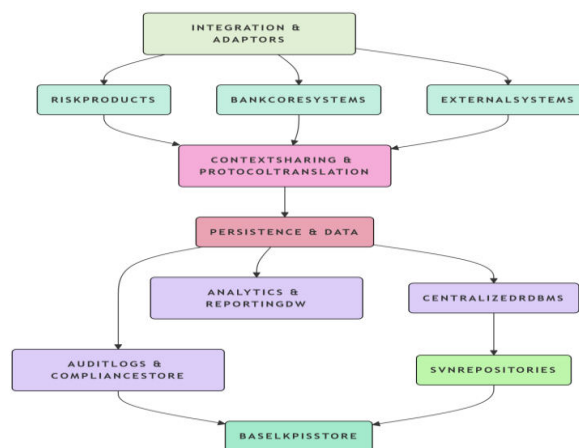 INTEGRATION &
ADAPTORS
RISKPRODUCTS
BANKCORESYSTEMS
EXTERNALSYSTEMS
CONTEXTSHARING &
PROTOCOLTRANSLATION
PERSISTENCE & DATA
ANALYTICS &
REPORTINGDW
CENTRALIZEDRDBMS
AUDITLOGS &
COMPLIANCESTORE
SVNREPOSITORIES
BASELKPISSTORE